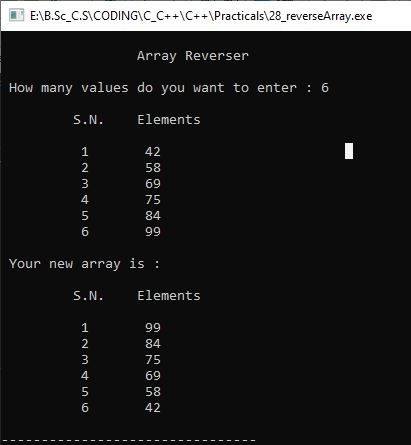 E:\B.Sc_C.S\CODING\C_C++\C++\Practicals\28_reverseArray.exe
Array Reverser
How many values do you want to enter : 6
S.N. Elements
1 42
2 58
3 69
4 75
5 84
6 99
Your new array is :
S.N. Elements
1 99
2 84
3 75
4 69
5 58
6 42
--------------------------------